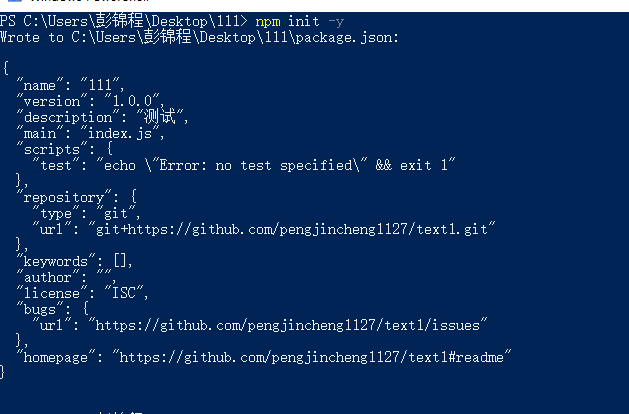 PS C:\Users\彭锦程\Desktop\111> npm init -y
Wrote to C:\Users\彭锦程\Desktop\111\package.json:
{
  "name": "111",
  "version": "1.0.0",
  "description": "测试",
  "main": "index.js",
  "scripts": {
    "test": "echo \"Error: no test specified\" && exit 1"
  },
  "repository": {
    "type": "git",
    "url": "git+https://github.com/pengjincheng1127/text1.git"
  },
  "keywords": [],
  "author": "",
  "license": "ISC",
  "bugs": {
    "url": "https://github.com/pengjincheng1127/text1/issues"
  },
  "homepage": "https://github.com/pengjincheng1127/text1#readme"
}